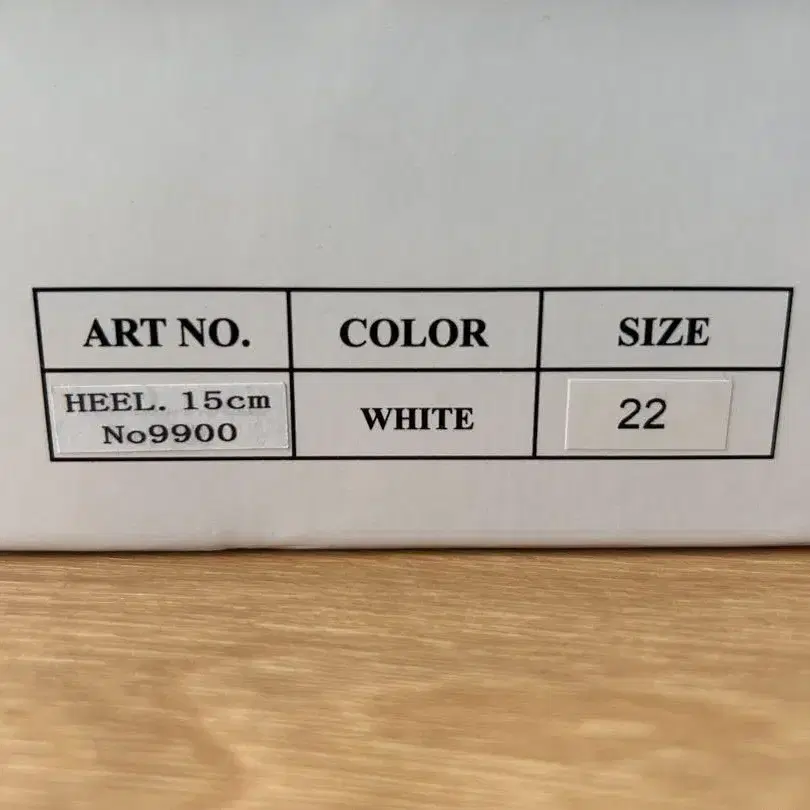 ART NO. COLOR SIZE
HEEL. 15cm
No9900
WHITE
22